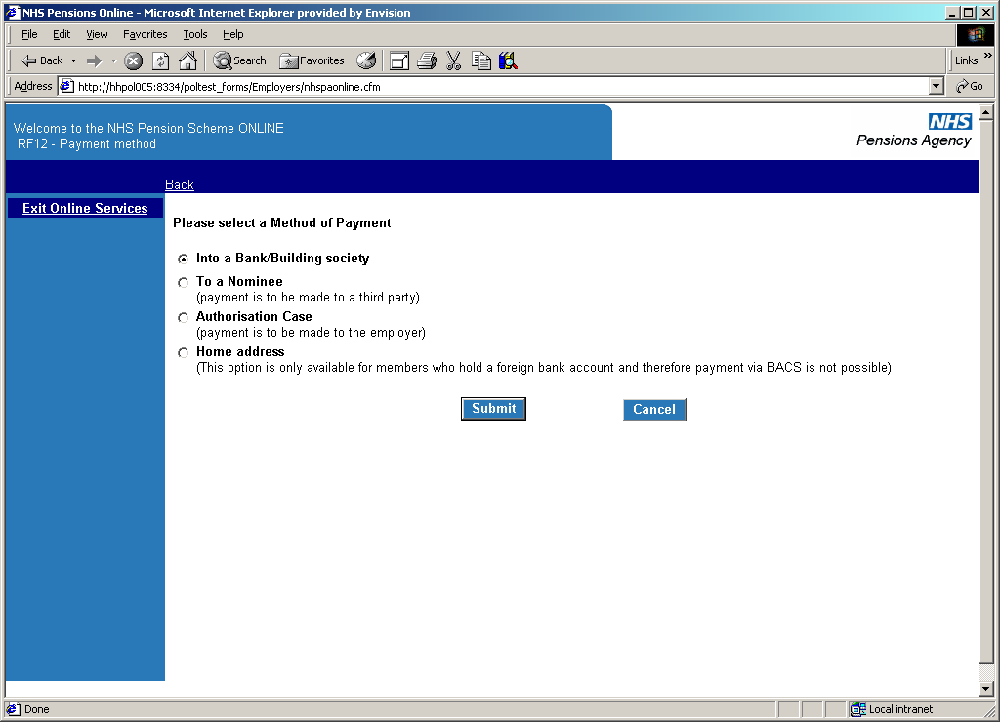 NHS Pensions Online - Microsoft Internet Explorer provided by Envision
File Edit View Favorites Tools Help
Back Search Favorites Links »
Address http://hhpol005:8334/poltest_forms/Employers/nhspaonline.cfm Go
Welcome to the NHS Pension Scheme ONLINE
RF12 - Payment method
NHS
Pensions Agency
Back
Exit Online Services
Please select a Method of Payment
Into a Bank/Building society
To a Nominee
(payment is to be made to a third party)
Authorisation Case
(payment is to be made to the employer)
Home address
(This option is only available for members who hold a foreign bank account and therefore payment via BACS is not possible)
Submit Cancel
Done Local intranet